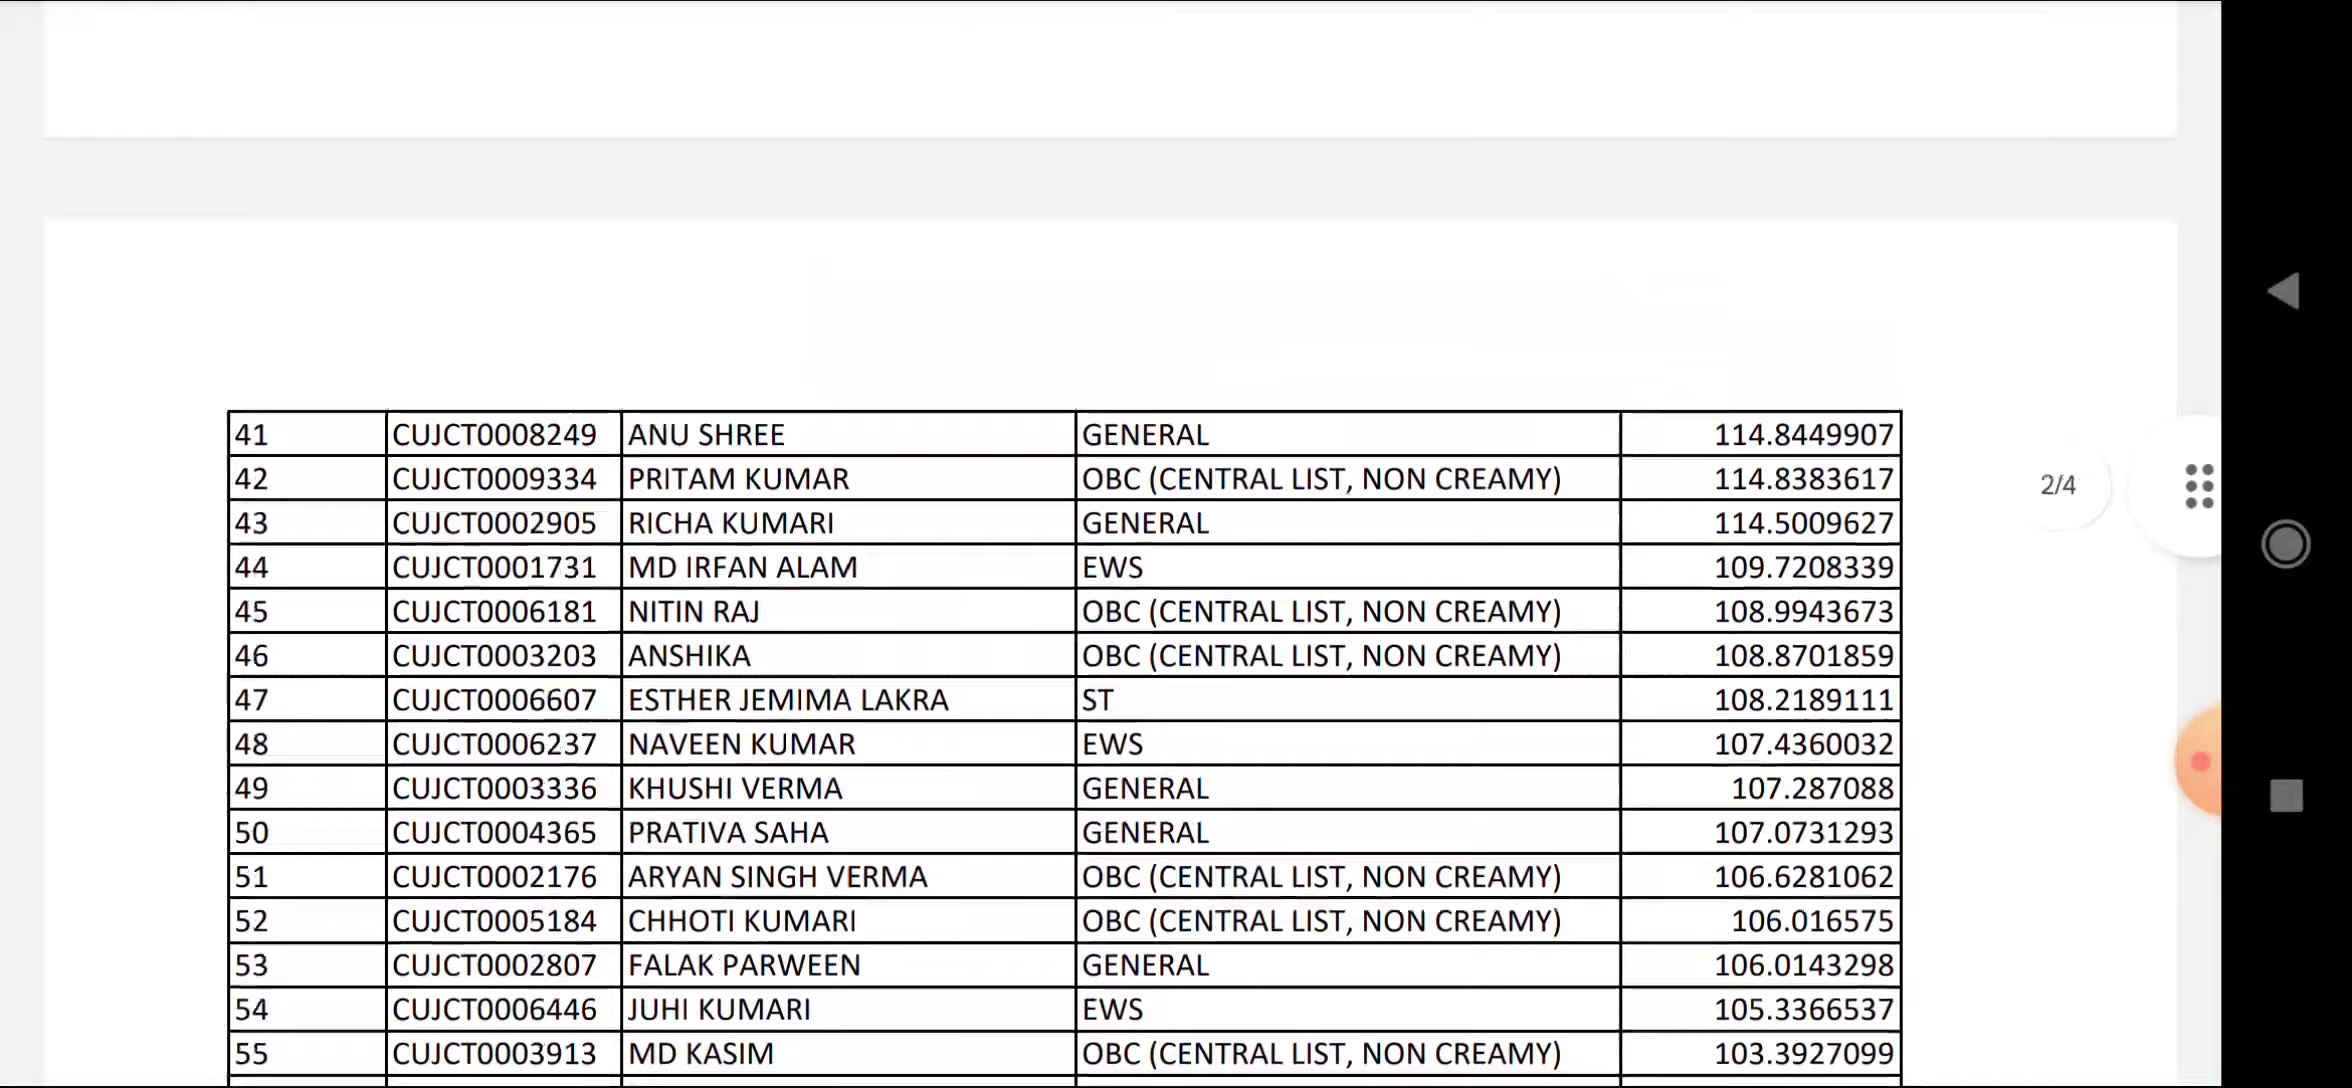 41 CUJCT0008249 ANU SHREE GENERAL 114.8449907
42 CUJCT0009334 PRITAM KUMAR OBC (CENTRAL LIST, NON CREAMY) 114.8383617
43 CUJCT0002905 RICHA KUMARI GENERAL 114.5009627
44 CUJCT0001731 MD IRFAN ALAM EWS 109.7208339
45 CUJCT0006181 NITIN RAJ OBC (CENTRAL LIST, NON CREAMY) 108.9943673
46 CUJCT0003203 ANSHIKA OBC (CENTRAL LIST, NON CREAMY) 108.8701859
47 CUJCT0006607 ESTHER JEMIMA LAKRA ST 108.2189111
48 CUJCT0006237 NAVEEN KUMAR EWS 107.4360032
49 CUJCT0003336 KHUSHI VERMA GENERAL 107.287088
50 CUJCT0004365 PRATIVA SAHA GENERAL 107.0731293
51 CUJCT0002176 ARYAN SINGH VERMA OBC (CENTRAL LIST, NON CREAMY) 106.6281062
52 CUJCT0005184 CHHOTI KUMARI OBC (CENTRAL LIST, NON CREAMY) 106.016575
53 CUJCT0002807 FALAK PARWEEN GENERAL 106.0143298
54 CUJCT0006446 JUHI KUMARI EWS 105.3366537
55 CUJCT0003913 MD KASIM OBC (CENTRAL LIST, NON CREAMY) 103.3927099
2/4